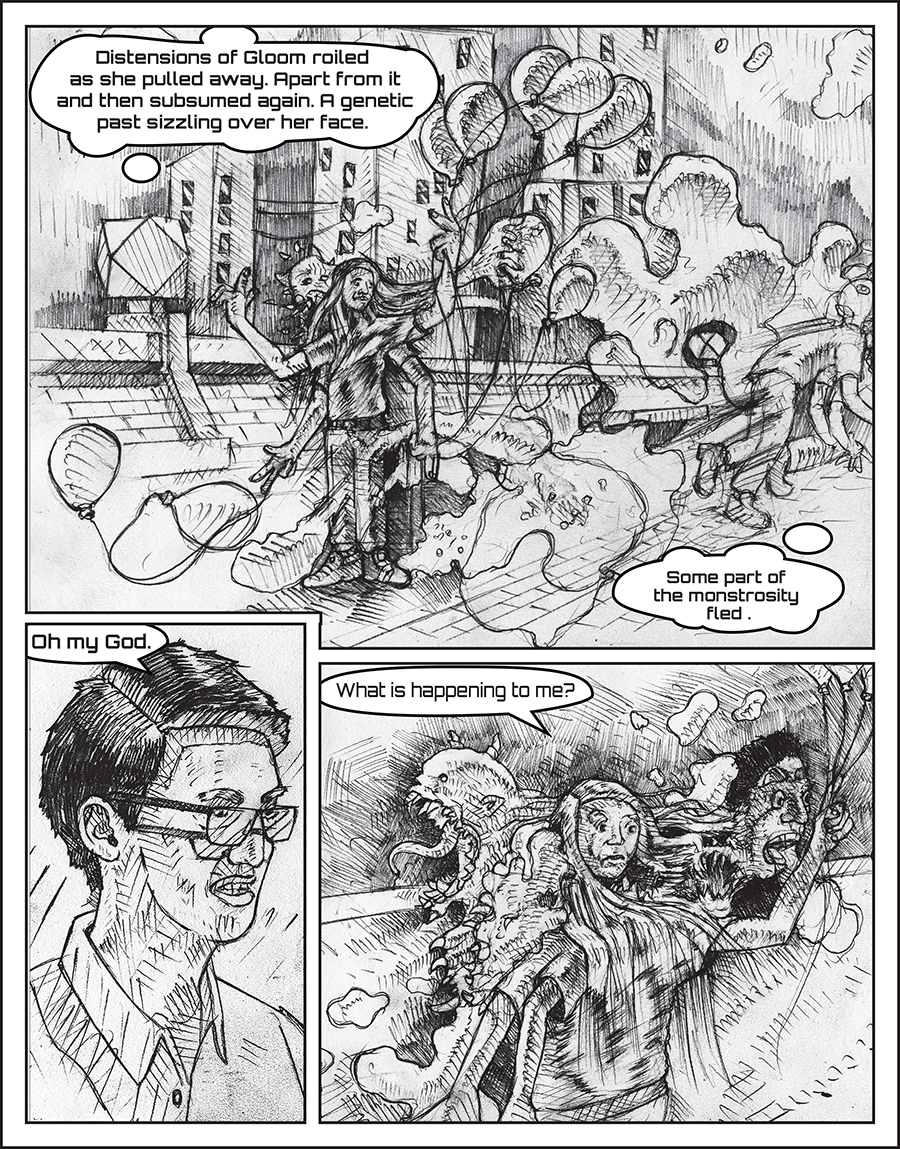 Distensions of Gloom roiled
as she pulled away. Apart from it
and then subsumed again. A genetic
past sizzling over her face.
Some part of
the monstrosity
fled .
Oh my God.
What is happening to me?